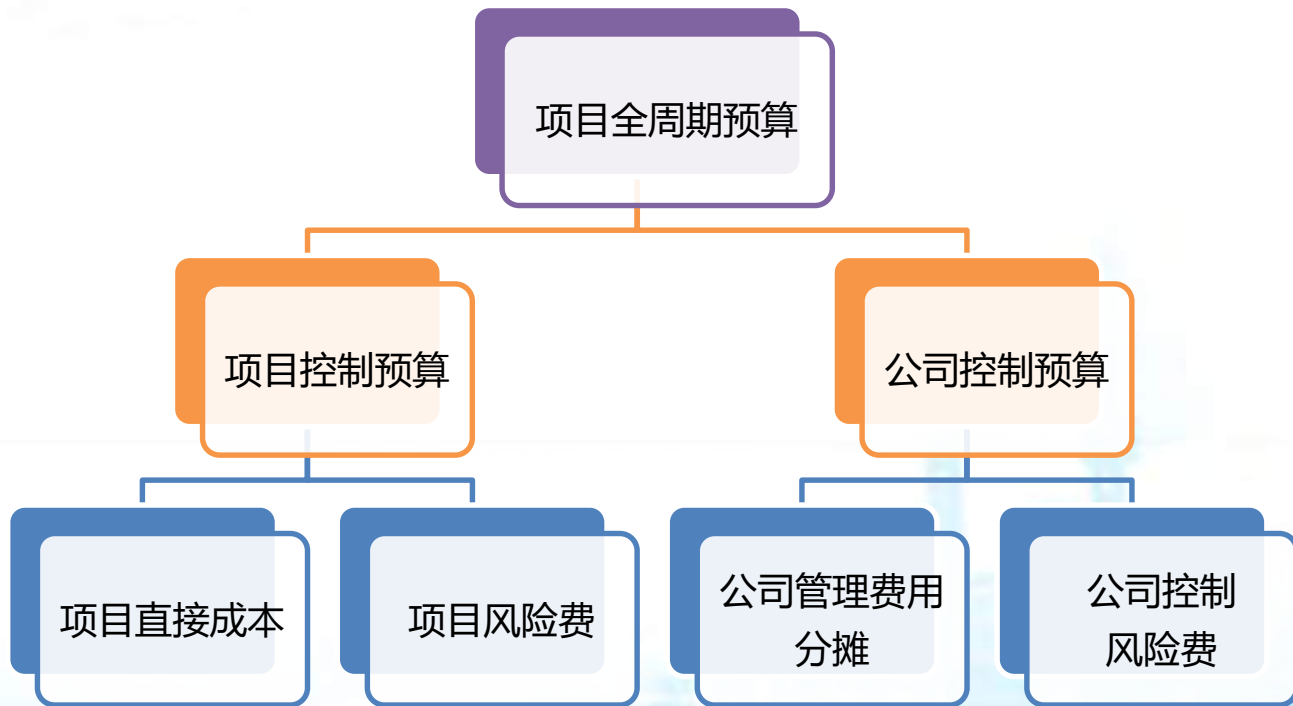 项目全周期预算
项目控制预算
公司控制预算
项目直接成本
项目风险费
公司管理费用
分摊
公司控制
风险费